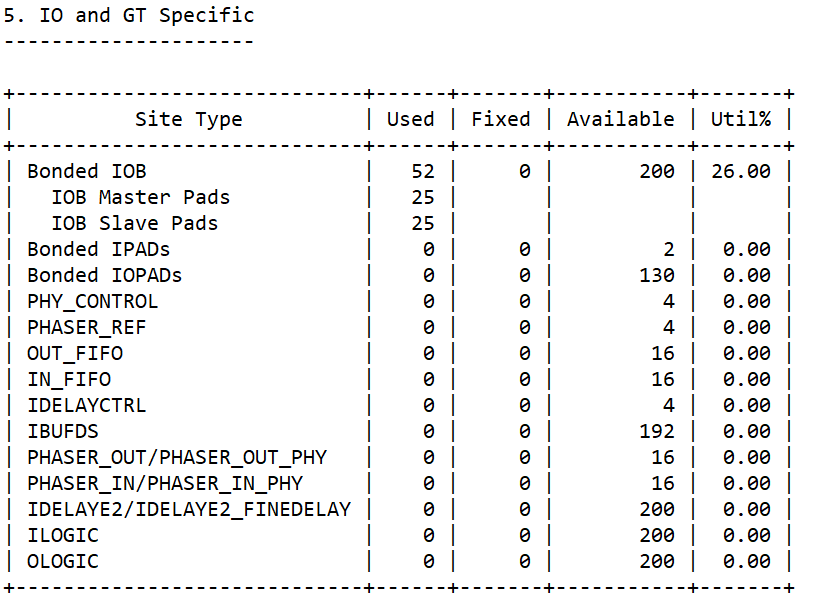 5. IO and GT Specific
---------------------

+-----------------------------+------+-------+-----------+-------+
|          Site Type          | Used | Fixed | Available | Util% |
+-----------------------------+------+-------+-----------+-------+
| Bonded IOB                  |   52 |     0 |       200 | 26.00 |
|   IOB Master Pads           |   25 |       |           |       |
|   IOB Slave Pads            |   25 |       |           |       |
| Bonded IPADs                |    0 |     0 |         2 |  0.00 |
| Bonded IOPADs               |    0 |     0 |       130 |  0.00 |
| PHY_CONTROL                 |    0 |     0 |         4 |  0.00 |
| PHASER_REF                  |    0 |     0 |         4 |  0.00 |
| OUT_FIFO                    |    0 |     0 |        16 |  0.00 |
| IN_FIFO                     |    0 |     0 |        16 |  0.00 |
| IDELAYCTRL                  |    0 |     0 |         4 |  0.00 |
| IBUFDS                      |    0 |     0 |       192 |  0.00 |
| PHASER_OUT/PHASER_OUT_PHY   |    0 |     0 |        16 |  0.00 |
| PHASER_IN/PHASER_IN_PHY     |    0 |     0 |        16 |  0.00 |
| IDELAYE2/IDELAYE2_FINEDELAY |    0 |     0 |       200 |  0.00 |
| ILOGIC                      |    0 |     0 |       200 |  0.00 |
| OLOGIC                      |    0 |     0 |       200 |  0.00 |
+-----------------------------+------+-------+-----------+-------+